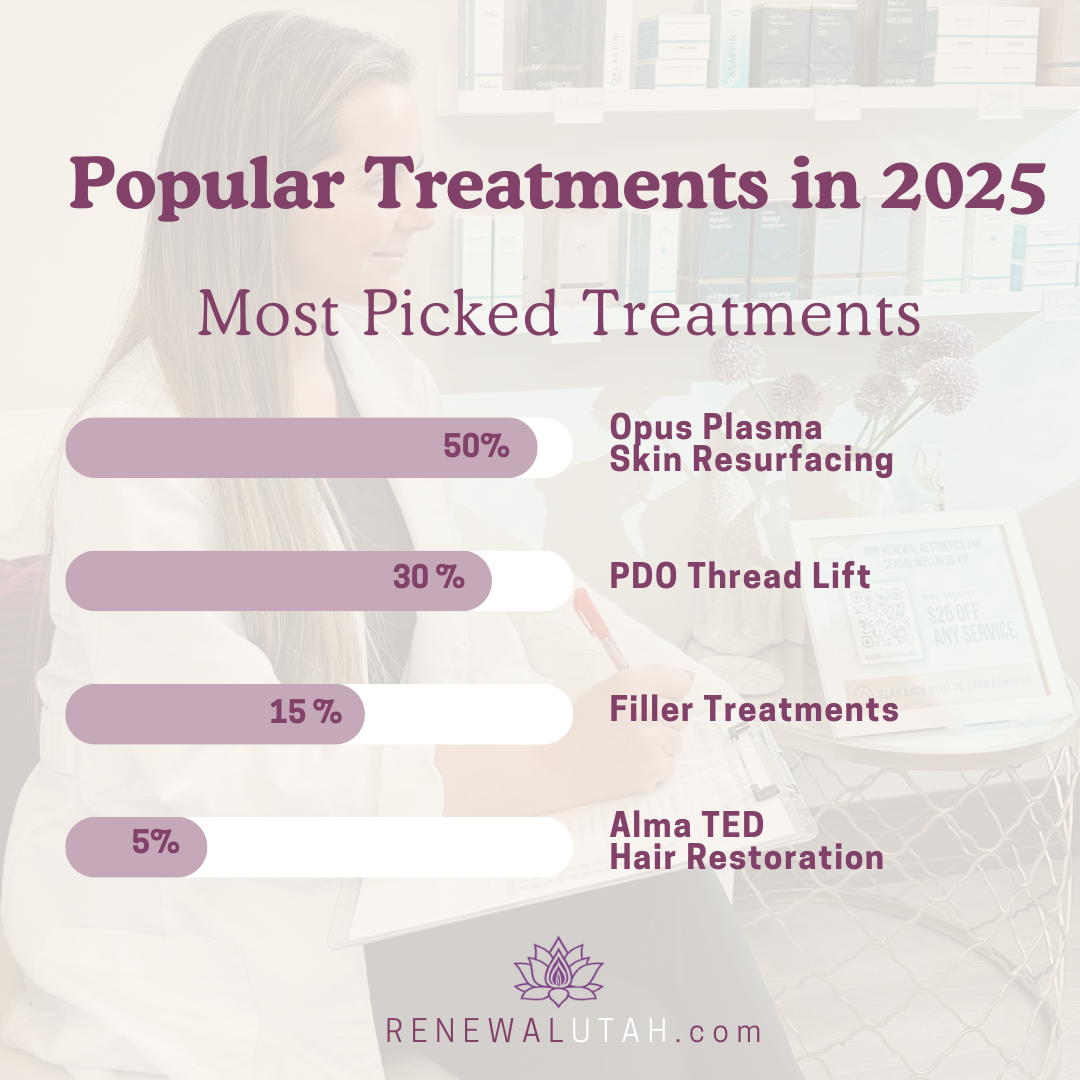 Popular Treatments in 2025
Most Picked Treatments
50%
Opus Plasma
Skin Resurfacing
30 %
PDO Thread Lift
15 %
Filler Treatments
5%
Alma TED
Hair Restoration
JOIN RENEWAL AESTHETICS AND
SEXUAL WELLNESS VIP
AND RECEIVE
$25 OFF
ANY SERVICE
SCAN EACH VISIT TO EARN REWARDS
RENEWALUTAH.com